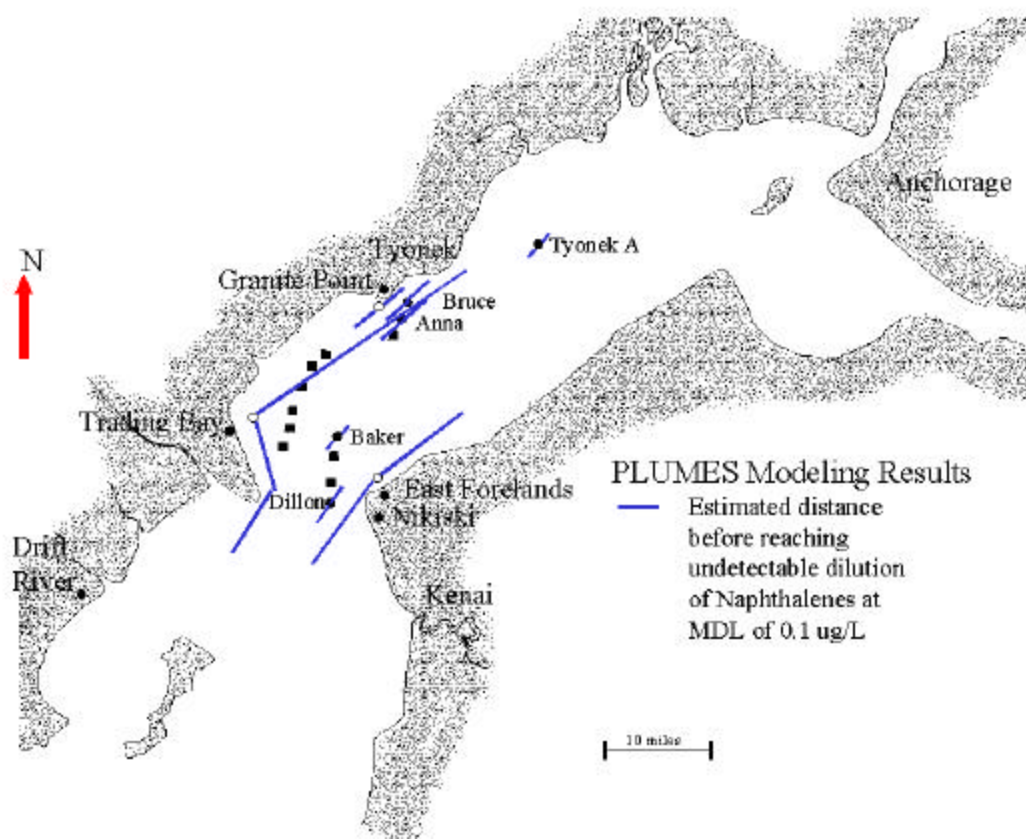 N
Anchorage
Tyonek
Tyonek A
Granite Point
Bruce
Anna
Trading Bay
Baker
PLUMES Modeling Results
East Forelands
Dillon
Nikiski
Estimated distance
before reaching
undetectable dilution
of Naphthalenes at
MDL of 0.1 ug/L
Drift
River
Kenai
10 miles